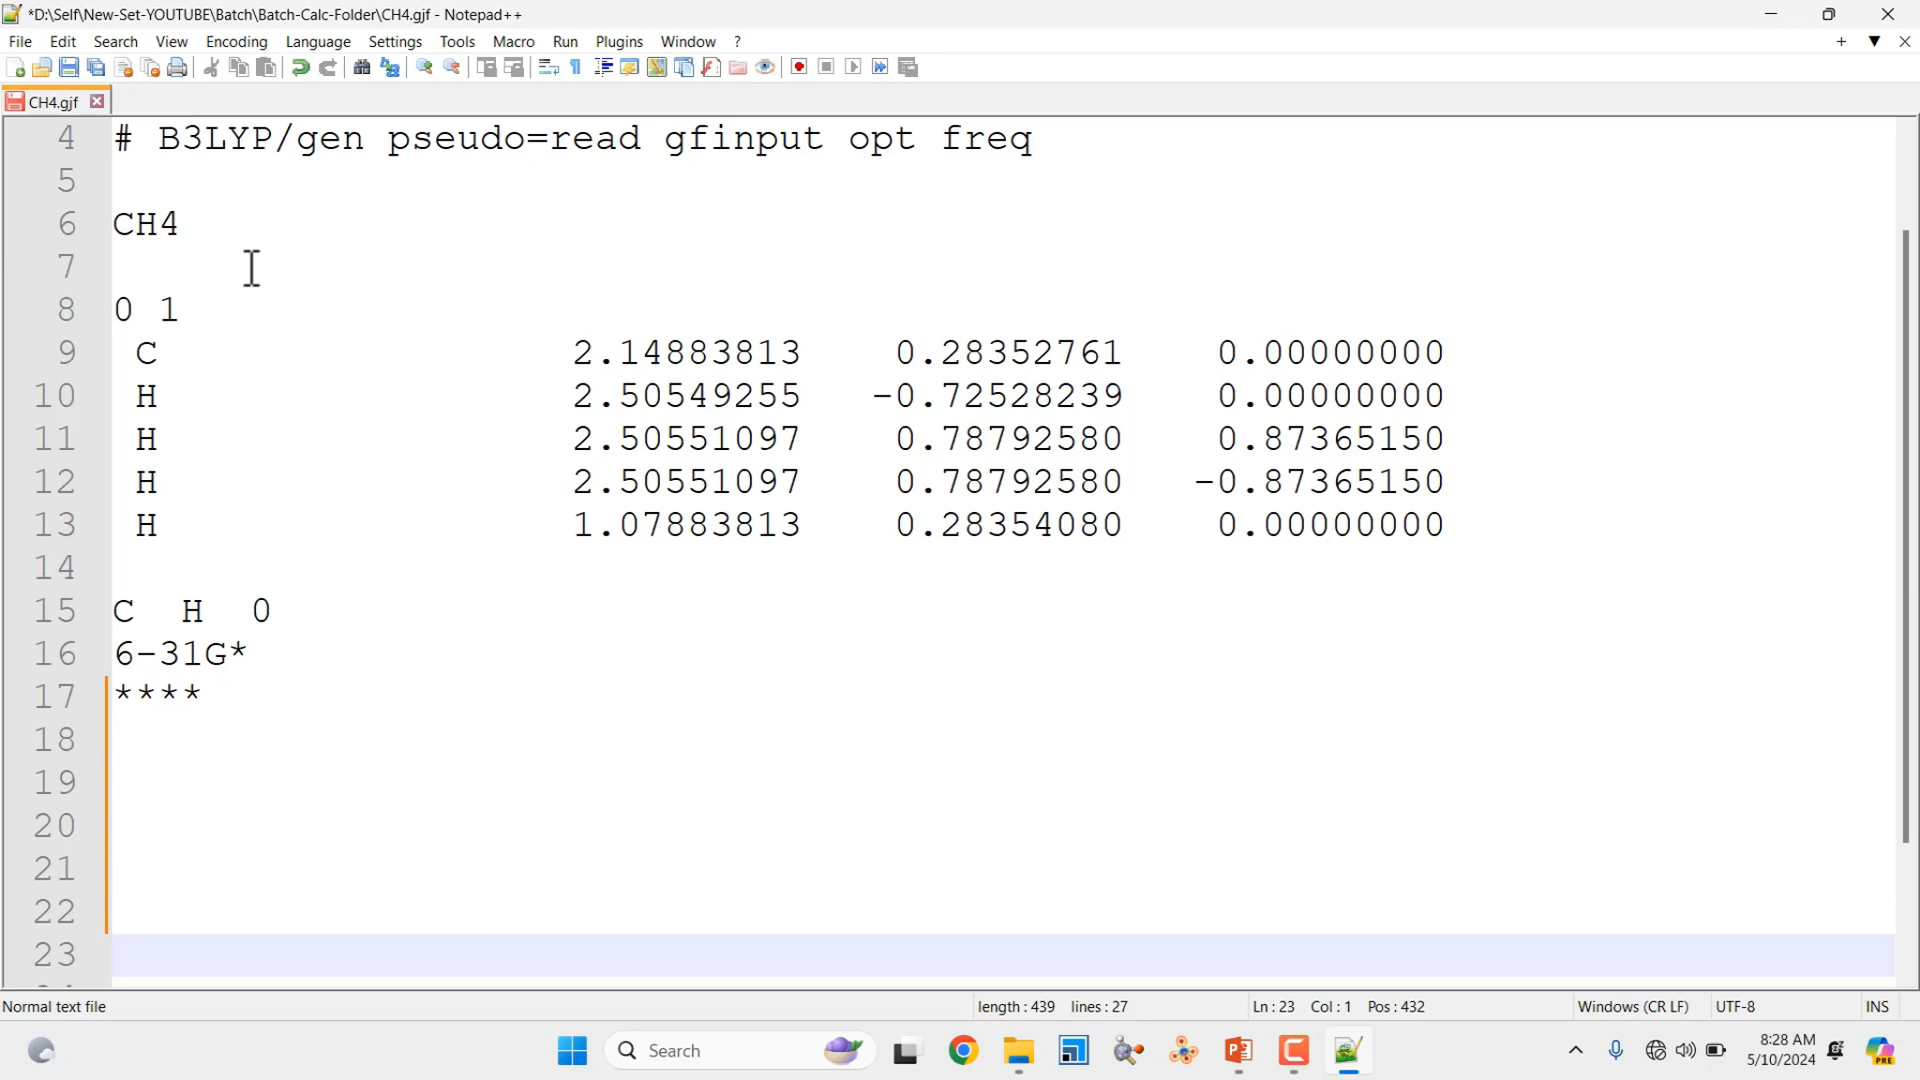 *D:\Self\New-Set-YOUTUBE\Batch\Batch-Calc-Folder\CH4.gjf - Notepad++
File Edit Search View Encoding Language Settings Tools Macro Run Plugins Window ?
CH4.gjf
4 # B3LYP/gen pseudo=read gfinput opt freq
5
6 CH4
7
8 0 1
9 C 2.14883813 0.28352761 0.00000000
10 H 2.50549255 -0.72528239 0.00000000
11 H 2.50551097 0.78792580 0.87365150
12 H 2.50551097 0.78792580 -0.87365150
13 H 1.07883813 0.28354080 0.00000000
14
15 C H 0
16 6-31G*
17 ****
18
19
20
21
22
23
Normal text file length : 439 lines : 27 Ln : 23 Col : 1 Pos : 432 Windows (CR LF) UTF-8 INS
Search
8:28 AM
5/10/2024
PRE